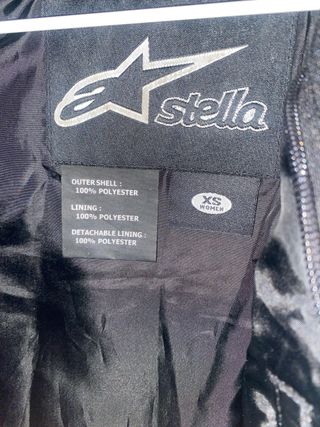 stella
OUTER SHELL :
100% POLYESTER
LINING :
100% POLYESTER
DETACHABLE LINING :
100% POLYESTER
XS
WOMEN